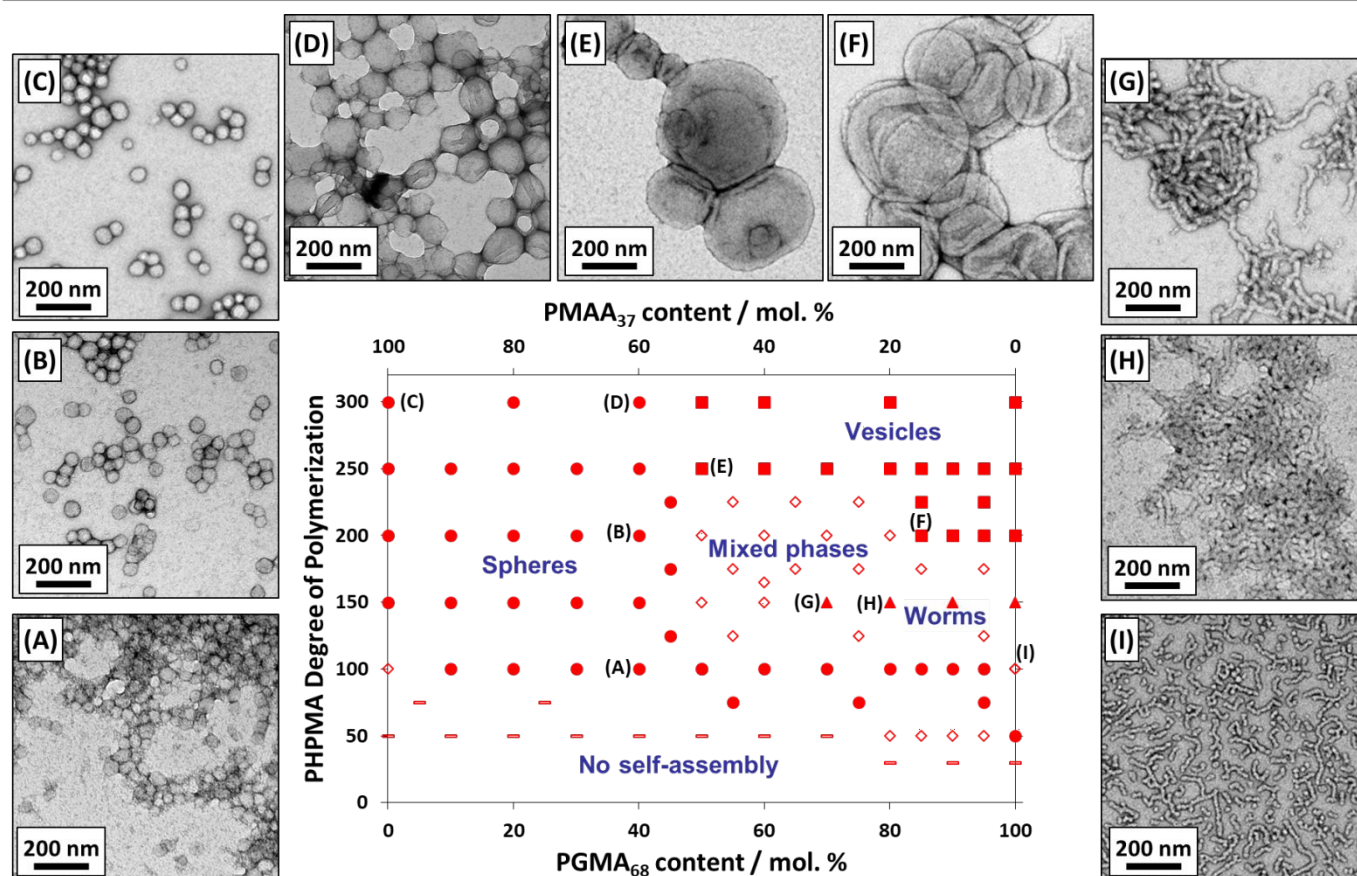 (D)
(E)
(F)
(C)
(G)
200 nm
200 nm
200 nm
200 nm
200 nm
(B)
200 nm
(H)
200 nm
(A)
200 nm
(I)
200 nm
PMAA37 content / mol. %
100 80 60 40 20 0
PHPMA Degree of Polymerization
300
250
200
150
100
50
0
(C)
(D)
Vesicles
(E)
(F)
(B)
Mixed phases
Spheres
(G)
(H)
Worms
(A)
(I)
No self-assembly
0 20 40 60 80 100
PGMA68 content / mol. %